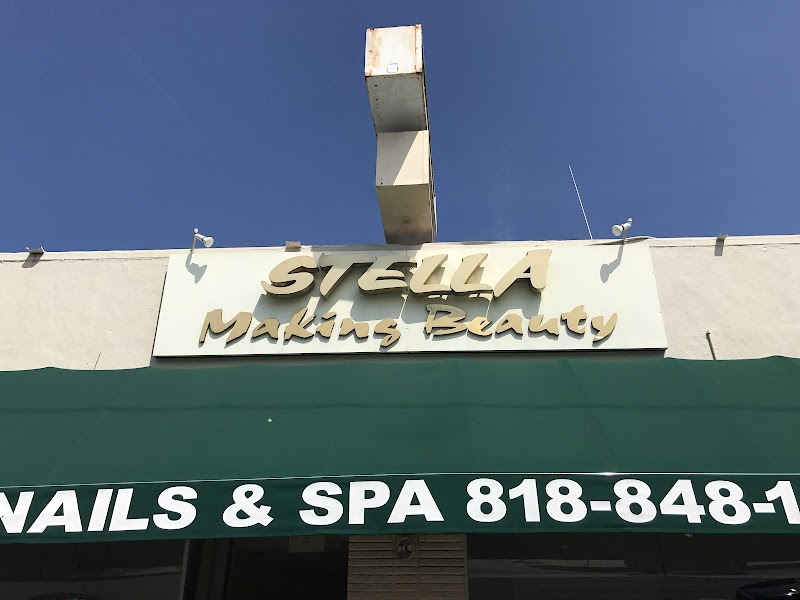 STELLA
Making Beauty
NAILS & SPA 818-848-1